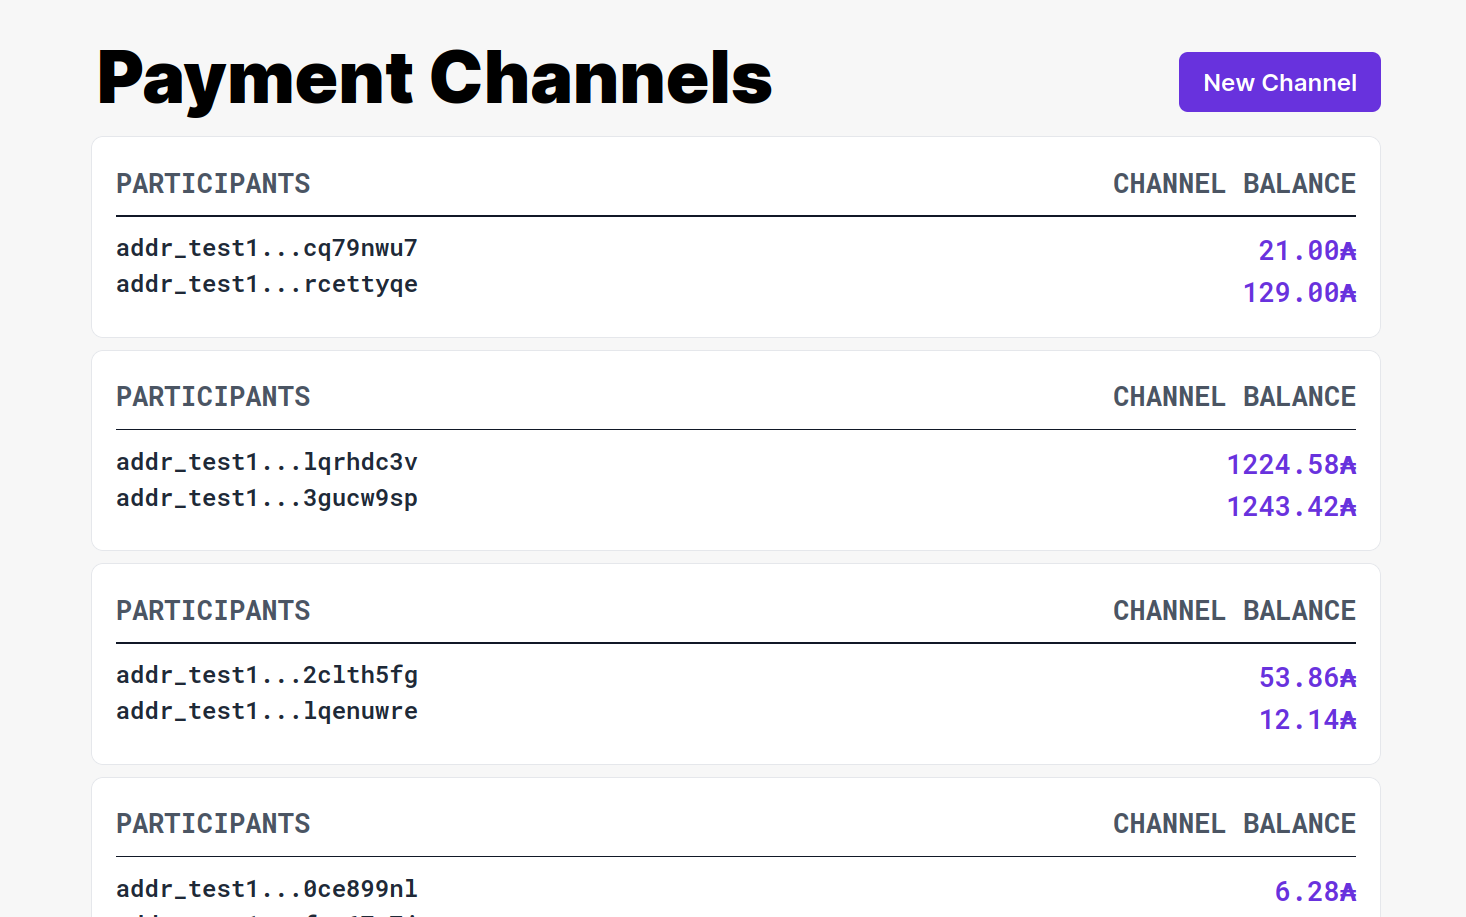 Payment Channels
New Channel
PARTICIPANTS CHANNEL BALANCE
addr_test1...cq79nwu7 21.00₳
addr_test1...rcettyqe 129.00₳
PARTICIPANTS CHANNEL BALANCE
addr_test1...lqrhdc3v 1224.58₳
addr_test1...3gucw9sp 1243.42₳
PARTICIPANTS CHANNEL BALANCE
addr_test1...2clth5fg 53.86₳
addr_test1...lqenuwre 12.14₳
PARTICIPANTS CHANNEL BALANCE
addr_test1...0ce899nl 6.28₳